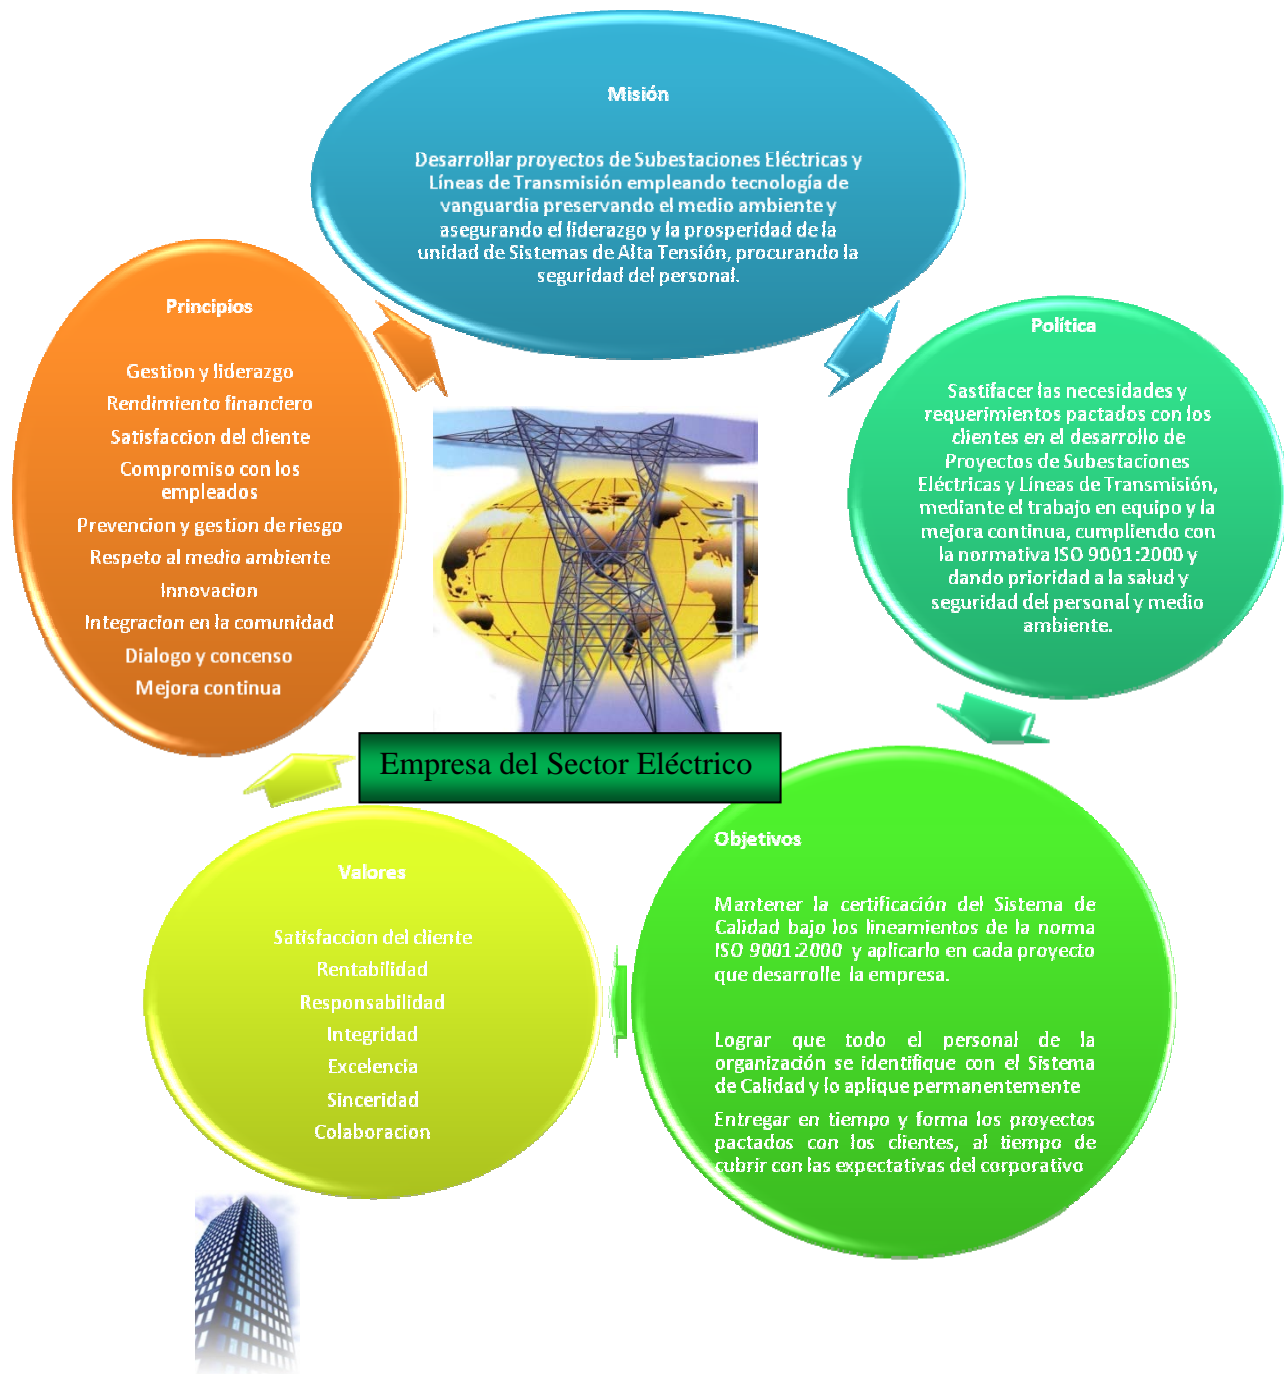 Misión
Desarrollar proyectos de Subestaciones Eléctricas y
Líneas de Transmisión empleando tecnología de
vanguardia preservando el medio ambiente y
asegurando el liderazgo y la prosperidad de la
unidad de Sistemas de Alta Tensión, procurando la
seguridad del personal.
Política
Sastifacer las necesidades y
requerimientos pactados con los
clientes en el desarrollo de
Proyectos de Subestaciones
Eléctricas y Líneas de Transmisión,
mediante el trabajo en equipo y la
mejora continua, cumpliendo con
la normativa ISO 9001:2000 y
dando prioridad a la salud y
seguridad del personal y medio
ambiente.
Objetivos
Mantener la certificación del Sistema de
Calidad bajo los lineamientos de la norma
ISO 9001:2000 y aplicarlo en cada proyecto
que desarrolle la empresa.
Lograr que todo el personal de la
organización se identifique con el Sistema
de Calidad y lo aplique permanentemente
Entregar en tiempo y forma los proyectos
pactados con los clientes, al tiempo de
cubrir con las expectativas del corporativo
Valores
Satisfaccion del cliente
Rentabilidad
Responsabilidad
Integridad
Excelencia
Sinceridad
Colaboracion
Principios
Gestion y liderazgo
Rendimiento financiero
Satisfaccion del cliente
Compromiso con los
empleados
Prevencion y gestion de riesgo
Respeto al medio ambiente
Innovacion
Integracion en la comunidad
Dialogo y concenso
Mejora continua
Empresa del Sector Eléctrico